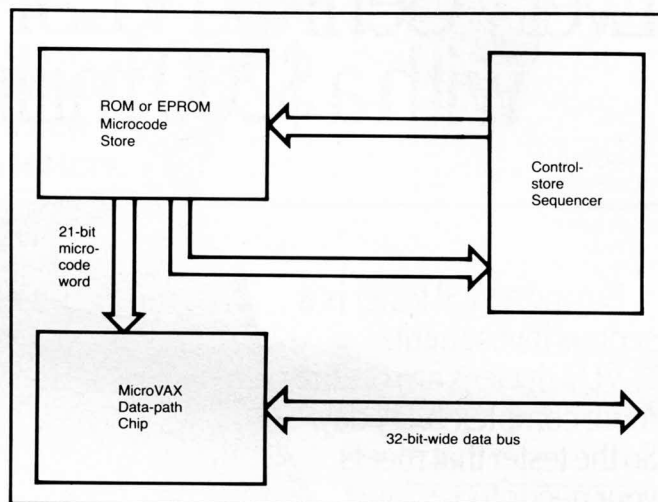 ROM or EPROM
Microcode
Store
Control-
store
Sequencer
21-bit
micro-
code
word
MicroVAX
Data-path
Chip
32-bit-wide data bus